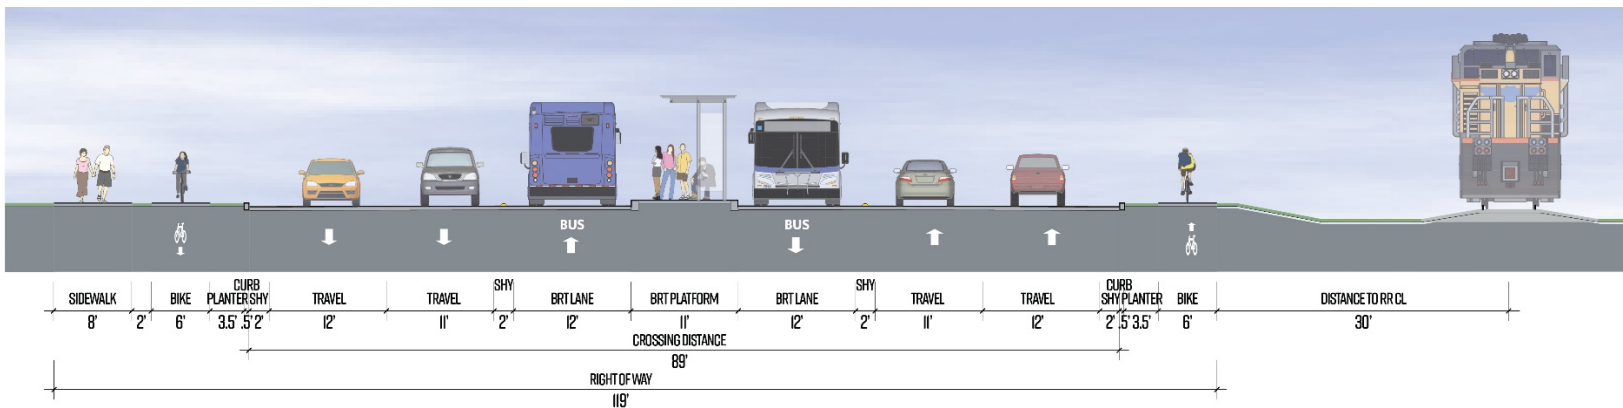 BUS BUS
CURB SHY SHY CURB
SIDEWALK BIKE PLANTER SHY TRAVEL TRAVEL BRT LANE BRT PLATFORM BRT LANE TRAVEL TRAVEL SHY PLANTER BIKE DISTANCE TO RR CL
8' 2' 6' 3.5' .5' 2' 12' 11' 2' 12' 11' 12' 2' 11' 12' 2' .5' 3.5' 6' 30'
CROSSING DISTANCE
89'
RIGHT OF WAY
119'